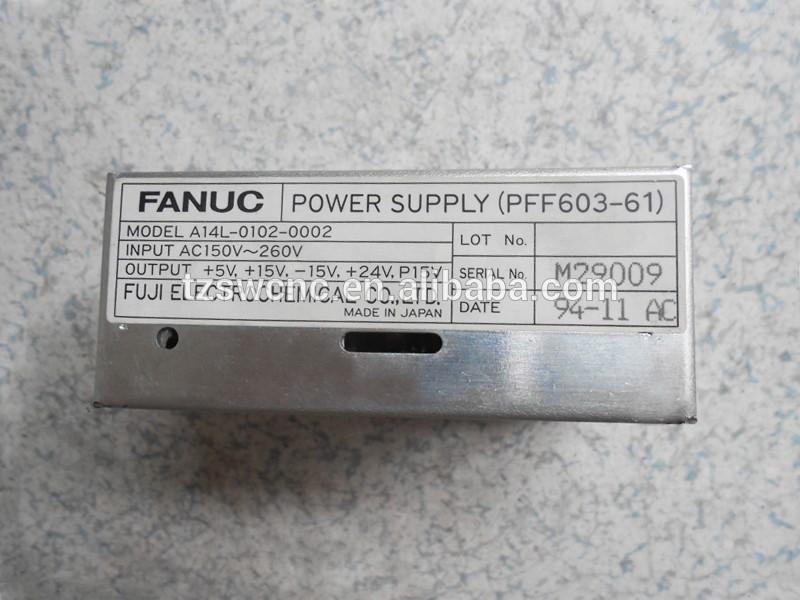 FANUC POWER SUPPLY (PFF603-61)
MODEL A14L-0102-0002
INPUT AC150V~260V
OUTPUT +5V, +15V, -15V, +24V, P15V
FUJI ELECTROCHEMICAL CO., LTD.
MADE IN JAPAN
LOT No.
SERIAL No. M29009
DATE 94-11 AC
tzswcnc.en.alibaba.com